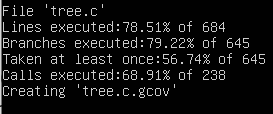 File 'tree.c'
Lines executed:78.51% of 684
Branches executed:79.22% of 645
Taken at least once:56.74% of 645
Calls executed:68.91% of 238
Creating 'tree.c.gcov'